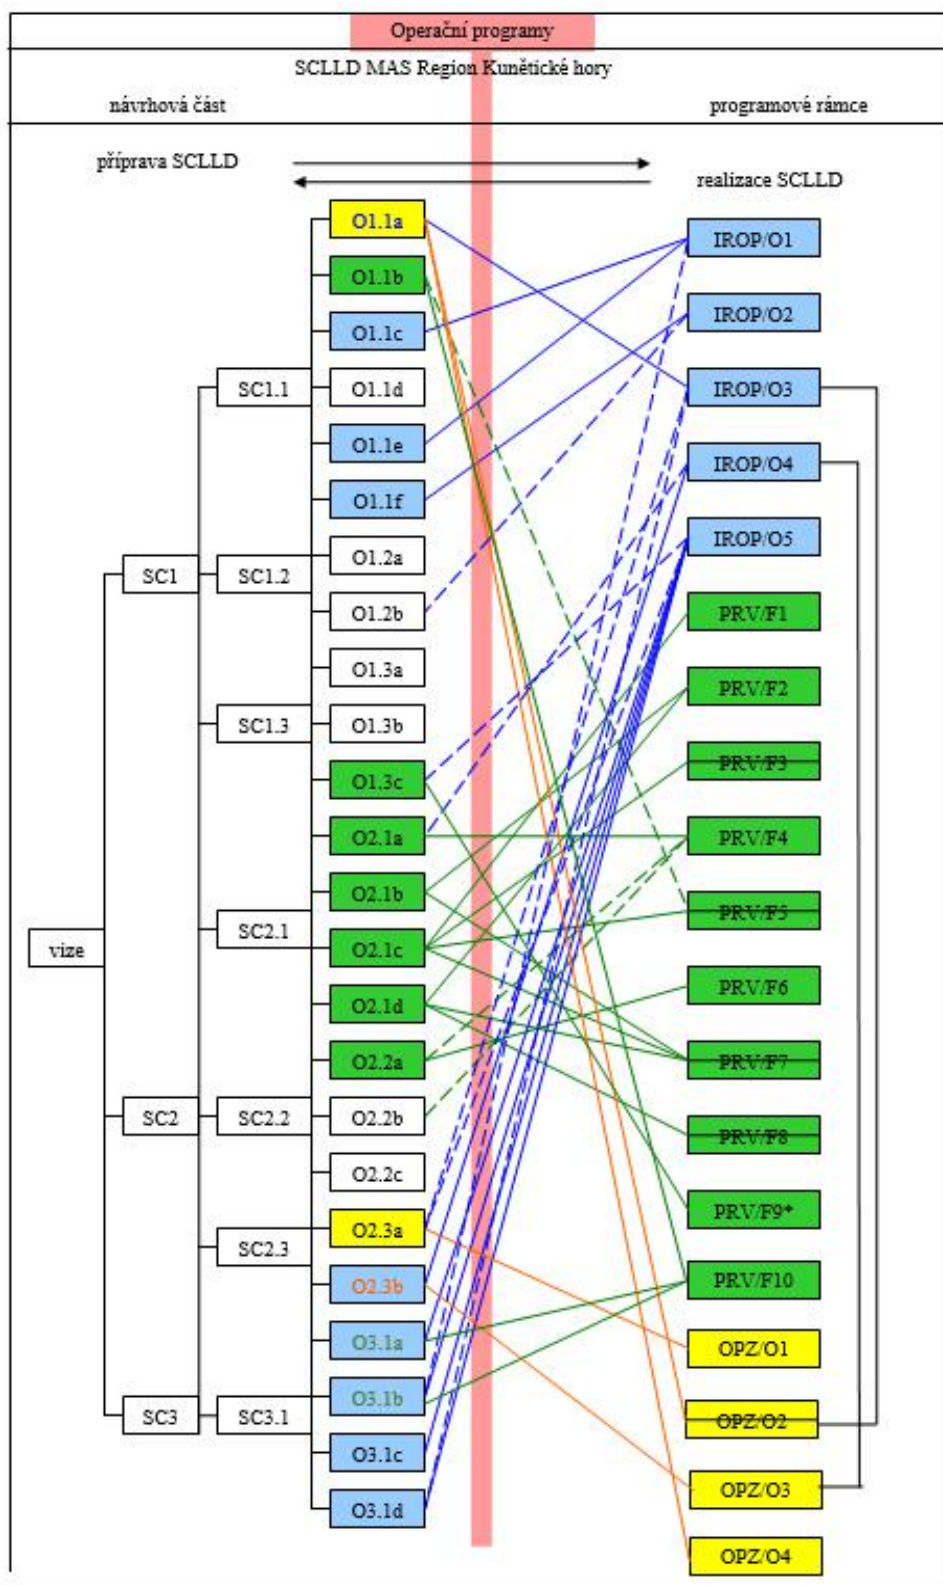 Operační programy
SCLLD MAS Region Kunětické hory
návrhová část
programové rámce
příprava SCLLD
realizace SCLLD
vize
SC1
SC2
SC3
SC1.1
SC1.2
SC1.3
SC2.1
SC2.2
SC2.3
SC3.1
O1.1a
O1.1b
O1.1c
O1.1d
O1.1e
O1.1f
O1.2a
O1.2b
O1.3a
O1.3b
O1.3c
O2.1a
O2.1b
O2.1c
O2.1d
O2.2a
O2.2b
O2.2c
O2.3a
O2.3b
O3.1a
O3.1b
O3.1c
O3.1d
IROP/O1
IROP/O2
IROP/O3
IROP/O4
IROP/O5
PRV/F1
PRV/F2
PRV/F3
PRV/F4
PRV/F5
PRV/F6
PRV/F7
PRV/F8
PRV/F9*
PRV/F10
OPZ/O1
OPZ/O2
OPZ/O3
OPZ/O4